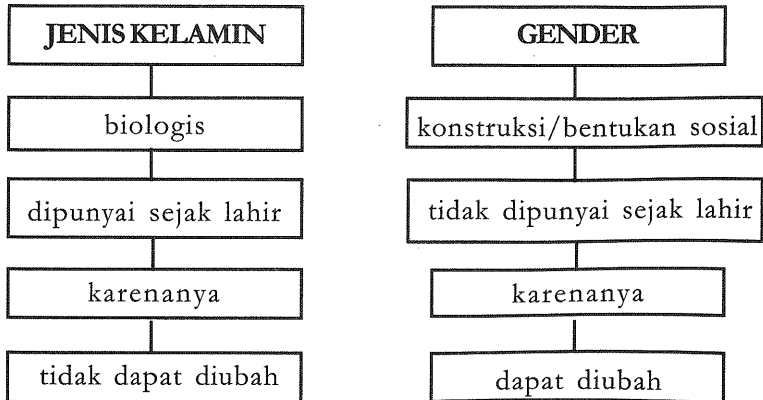 JENIS KELAMIN
biologis
dipunyai sejak lahir
karenanya
tidak dapat diubah
GENDER
konstruksi/bentukan sosial
tidak dipunyai sejak lahir
karenanya
dapat diubah